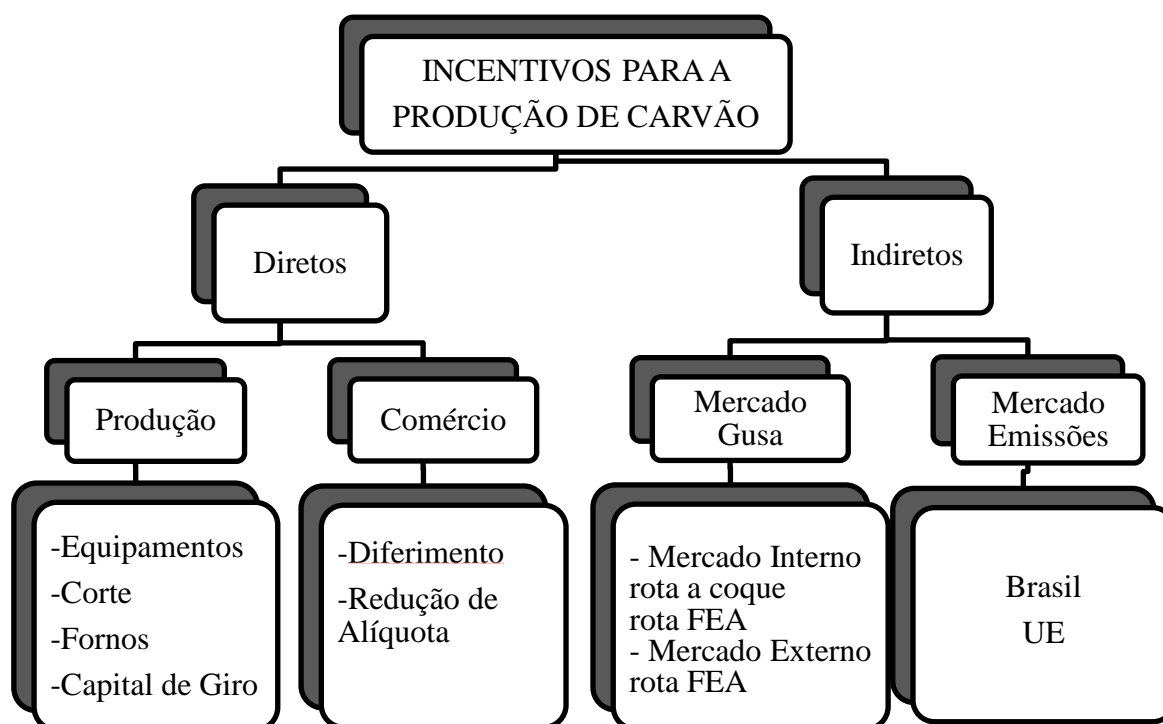 INCENTIVOS PARA A
PRODUÇÃO DE CARVÃO
Diretos
Indiretos
Produção
Comércio
Mercado
Gusa
Mercado
Emissões
-Equipamentos
-Corte
-Fornos
-Capital de Giro
-Diferimento
-Redução de
Alíquota
- Mercado Interno
rota a coque
rota FEA
- Mercado Externo
rota FEA
Brasil
UE